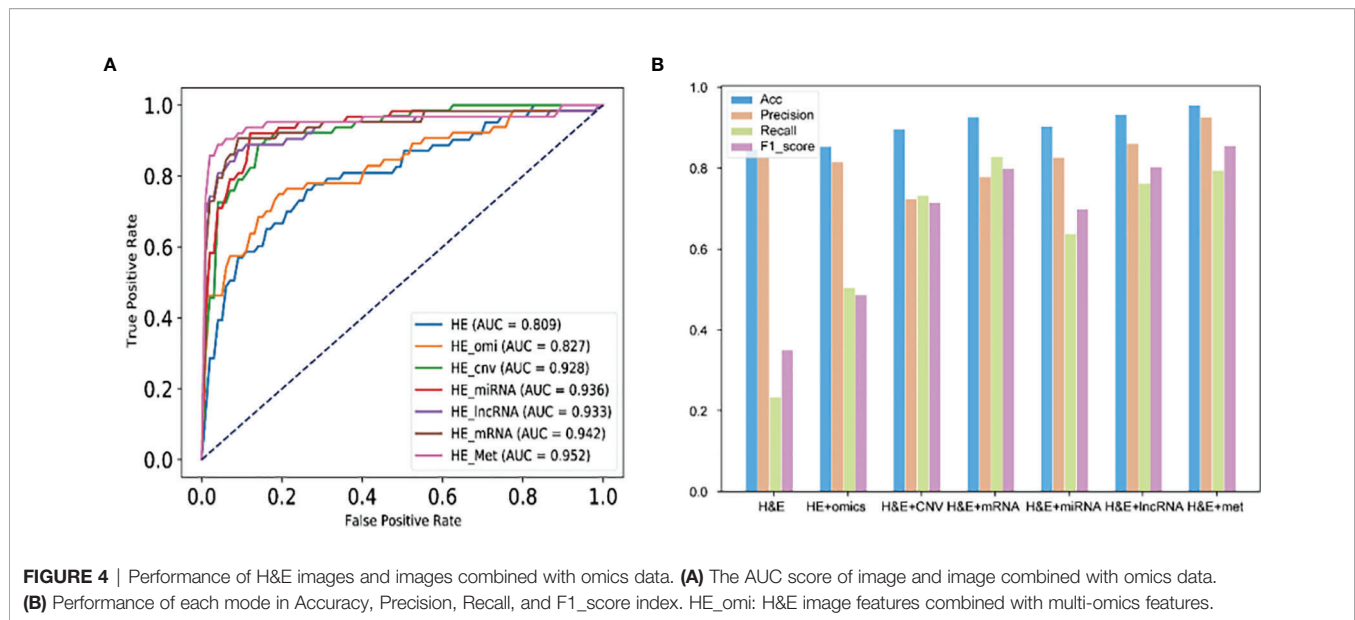 A
B
1.0
0.8
0.6
0.4
0.2
0.0
True Positive Rate
HE (AUC = 0.809)
HE_omi (AUC = 0.827)
HE_cnv (AUC = 0.928)
HE_miRNA (AUC = 0.936)
HE_lncRNA (AUC = 0.933)
HE_mRNA (AUC = 0.942)
HE_Met (AUC = 0.952)
0.0 0.2 0.4 0.6 0.8 1.0
False Positive Rate
1.0
0.8
0.6
0.4
0.2
0.0
Acc
Precision
Recall
F1_score
H&E HE+omics H&E+CNV H&E+mRNA H&E+miRNA H&E+lncRNA H&E+met
FIGURE 4 | Performance of H&E images and images combined with omics data. (A) The AUC score of image and image combined with omics data.
(B) Performance of each mode in Accuracy, Precision, Recall, and F1_score index. HE_omi: H&E image features combined with multi-omics features.